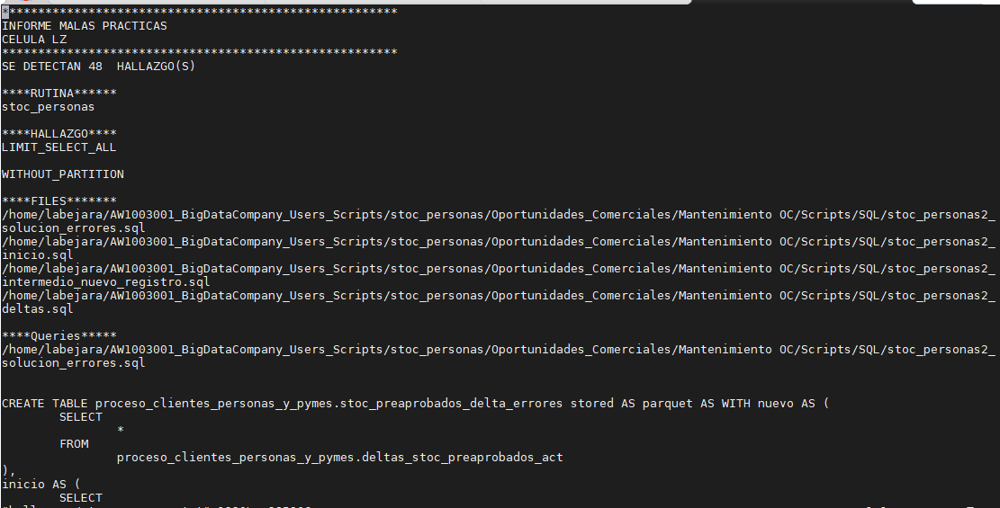 *******************************************************
INFORME MALAS PRACTICAS
CELULA LZ
*******************************************************
SE DETECTAN 48  HALLAZGO(S)
****RUTINA******
stoc_personas
****HALLAZGO****
LIMIT_SELECT_ALL
WITHOUT_PARTITION
****FILES*******
/home/labejara/AW1003001_BigDataCompany_Users_Scripts/stoc_personas/Oportunidades_Comerciales/Mantenimiento OC/Scripts/SQL/stoc_personas2_
solucion_errores.sql
/home/labejara/AW1003001_BigDataCompany_Users_Scripts/stoc_personas/Oportunidades_Comerciales/Mantenimiento OC/Scripts/SQL/stoc_personas2_
inicio.sql
/home/labejara/AW1003001_BigDataCompany_Users_Scripts/stoc_personas/Oportunidades_Comerciales/Mantenimiento OC/Scripts/SQL/stoc_personas2_
intermedio_nuevo_registro.sql
/home/labejara/AW1003001_BigDataCompany_Users_Scripts/stoc_personas/Oportunidades_Comerciales/Mantenimiento OC/Scripts/SQL/stoc_personas2_
deltas.sql
****Queries*****
/home/labejara/AW1003001_BigDataCompany_Users_Scripts/stoc_personas/Oportunidades_Comerciales/Mantenimiento OC/Scripts/SQL/stoc_personas2_
solucion_errores.sql
CREATE TABLE proceso_clientes_personas_y_pymes.stoc_preaprobados_delta_errores stored AS parquet AS WITH nuevo AS (
SELECT
*
FROM
proceso_clientes_personas_y_pymes.deltas_stoc_preaprobados_act
),
inicio AS (
SELECT